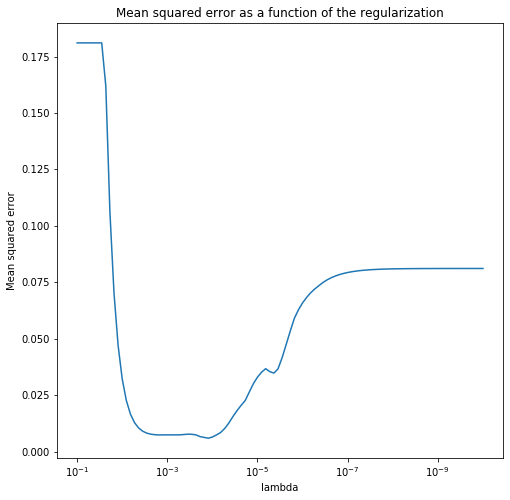 Mean squared error as a function of the regularization
Mean squared error
0.175
0.150
0.125
0.100
0.075
0.050
0.025
0.000
10⁻¹ 10⁻³ 10⁻⁵ 10⁻⁷ 10⁻⁹
lambda